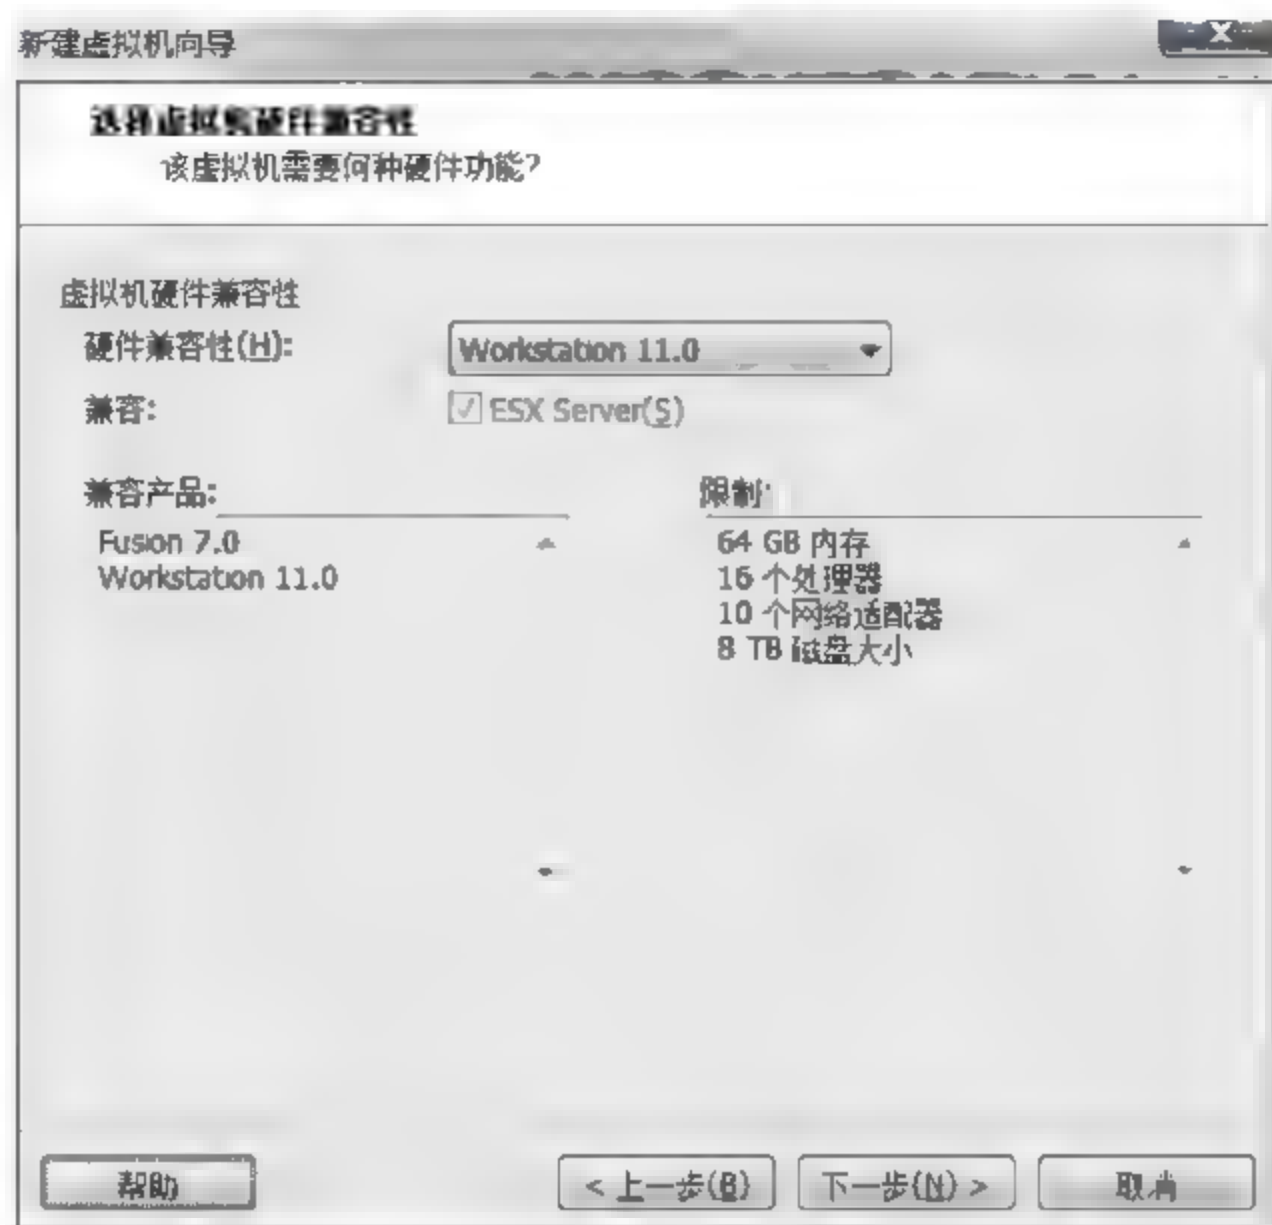 新建虚拟机向导
选择虚拟机硬件兼容性
该虚拟机需要何种硬件功能?
虚拟机硬件兼容性
硬件兼容性(H):
Workstation 11.0
兼容:
ESX Server(S)
兼容产品:
限制:
Fusion 7.0
Workstation 11.0
64 GB 内存
16 个处理器
10 个网络适配器
8 TB 磁盘大小
帮助
< 上一步(B)
下一步(N) >
取消